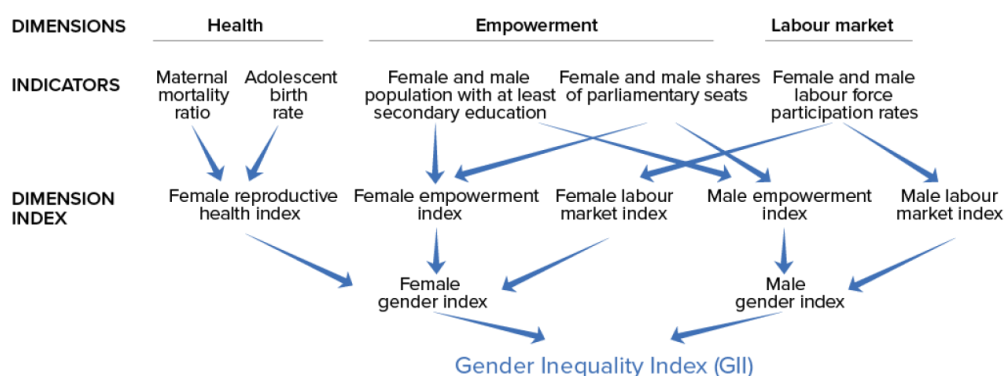 DIMENSIONS
Health
Empowerment
Labour market
INDICATORS
Maternal
mortality
ratio
Adolescent
birth
rate
Female and male
population with at least
secondary education
Female and male shares
of parliamentary seats
Female and male
labour force
participation rates
DIMENSION
INDEX
Female reproductive
health index
Female empowerment
index
Female labour
market index
Male empowerment
index
Male labour
market index
Female
gender index
Male
gender index
Gender Inequality Index (GII)